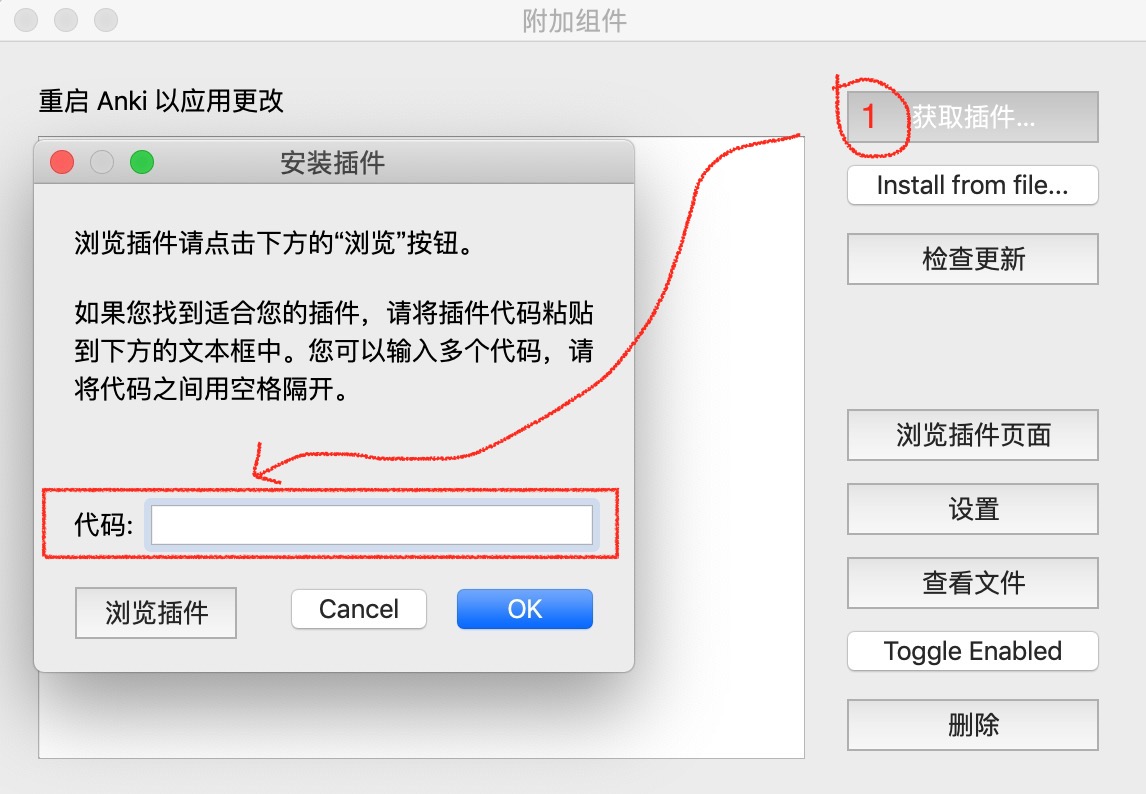 附加组件
重启 Anki 以应用更改
1
获取插件...
Install from file...
检查更新
浏览插件页面
设置
查看文件
Toggle Enabled
删除
安装插件
浏览插件请点击下方的“浏览”按钮。
如果您找到适合您的插件，请将插件代码粘贴
到下方的文本框中。您可以输入多个代码，请
将代码之间用空格隔开。
代码:
浏览插件
Cancel
OK